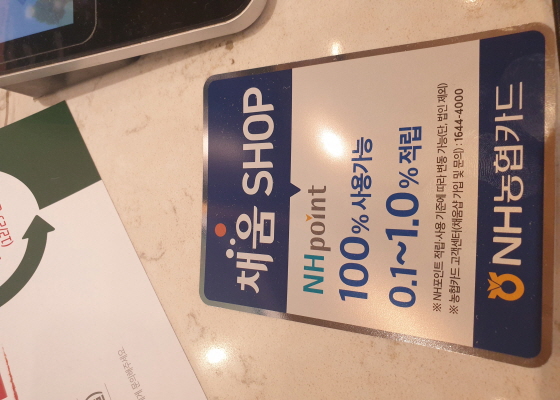 채움 SHOP
NHpoint
100% 사용가능
0.1~1.0% 적립
※ NH포인트 적립·사용 기준에 따라 변동 가능(단, 법인 제외)
※ 농협카드 고객센터(채움샵 가입 및 문의) : 1644-4000
NH농협카드